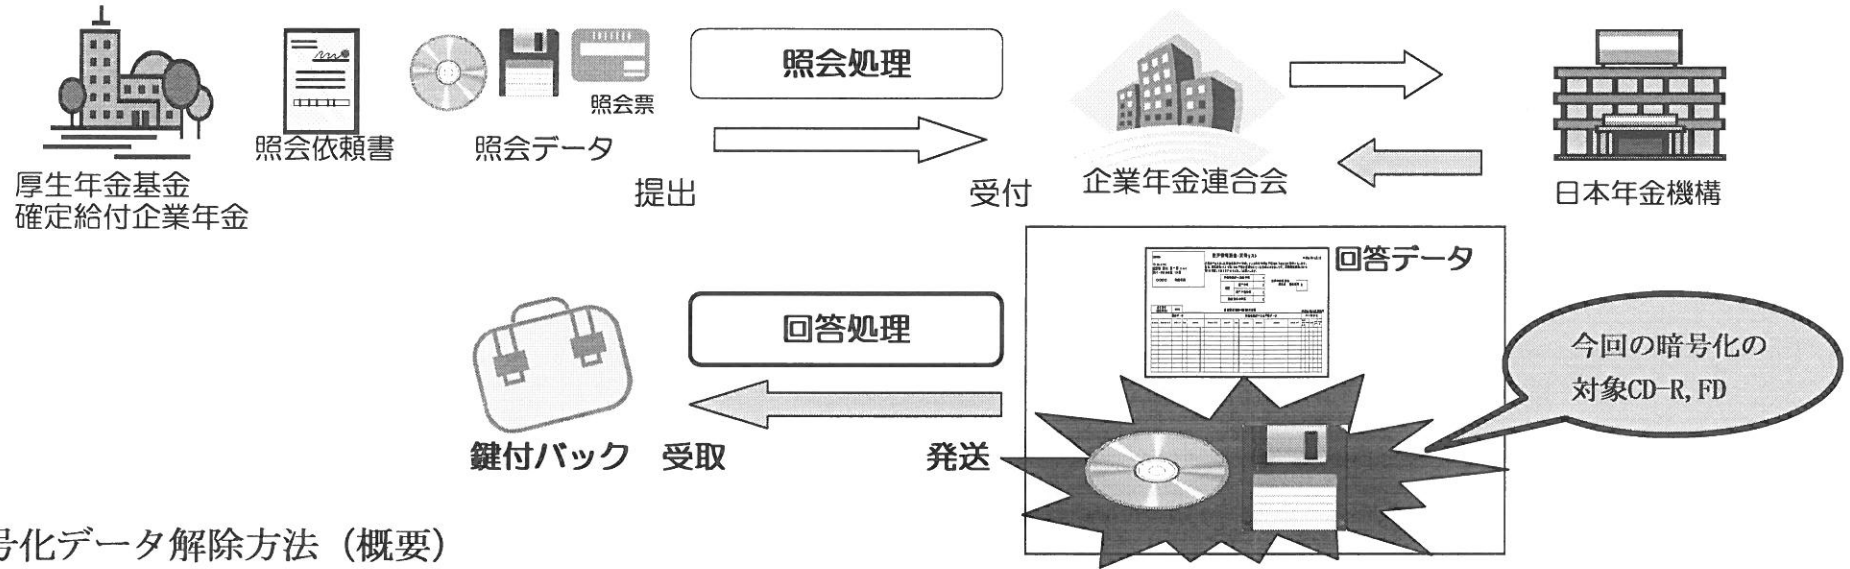 照会処理
照会票
照会依頼書
照会データ
厚生年金基金
確定給付企業年金
提出
受付
企業年金連合会
日本年金機構
回答データ
回答処理
今回の暗号化の
対象CD-R,FD
鍵付バック
受取
発送
号化データ解除方法（概要）